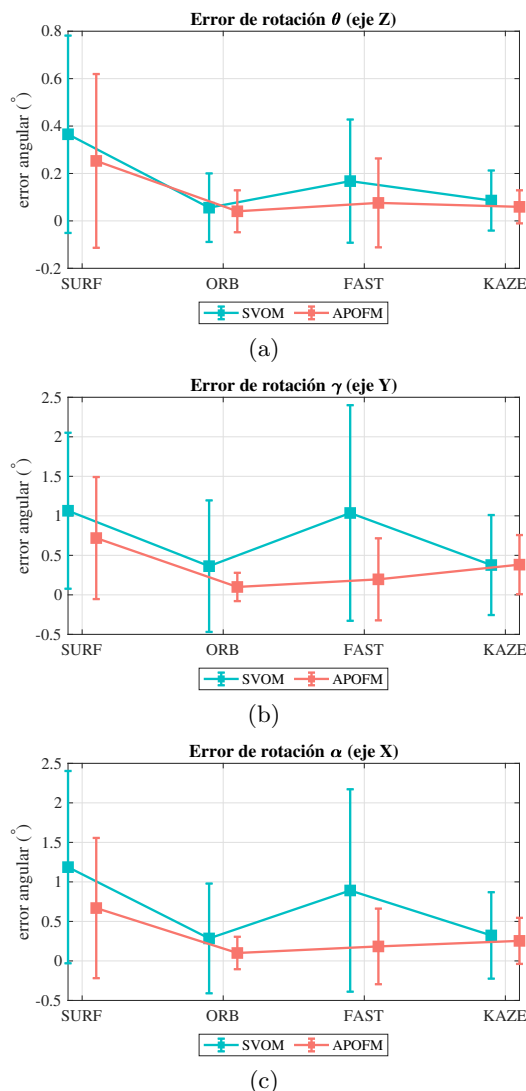 Error de rotación θ (eje Z)
error angular (°)
0.8
0.6
0.4
0.2
0
-0.2
SURF ORB FAST KAZE
SVOM APOFM
(a)
Error de rotación γ (eje Y)
error angular (°)
2.5
2
1.5
1
0.5
0
-0.5
SURF ORB FAST KAZE
SVOM APOFM
(b)
Error de rotación α (eje X)
error angular (°)
2.5
2
1.5
1
0.5
0
-0.5
SURF ORB FAST KAZE
SVOM APOFM
(c)